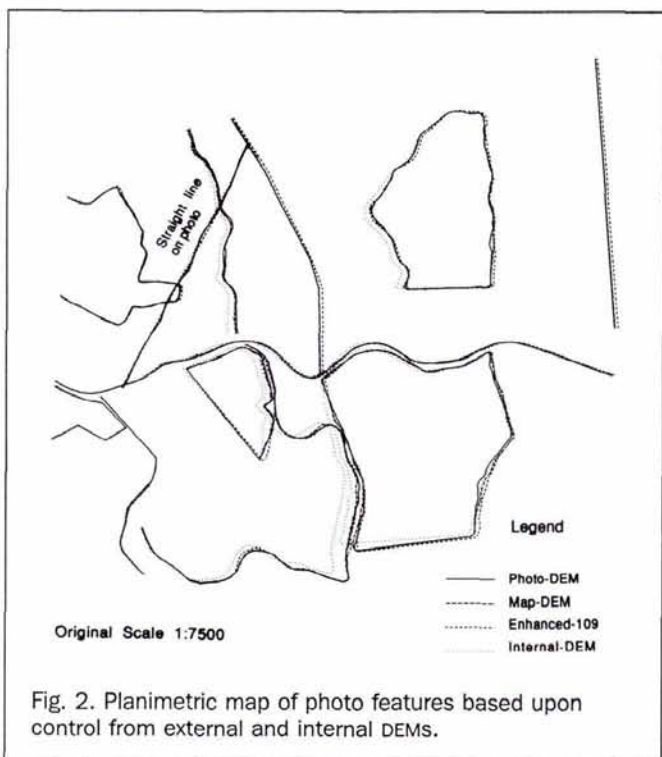 Straight line
on photo
Legend
Photo-DEM
Map-DEM
Enhanced-109
Internal-DEM
Original Scale 1:7500
Fig. 2. Planimetric map of photo features based upon
control from external and internal DEMs.